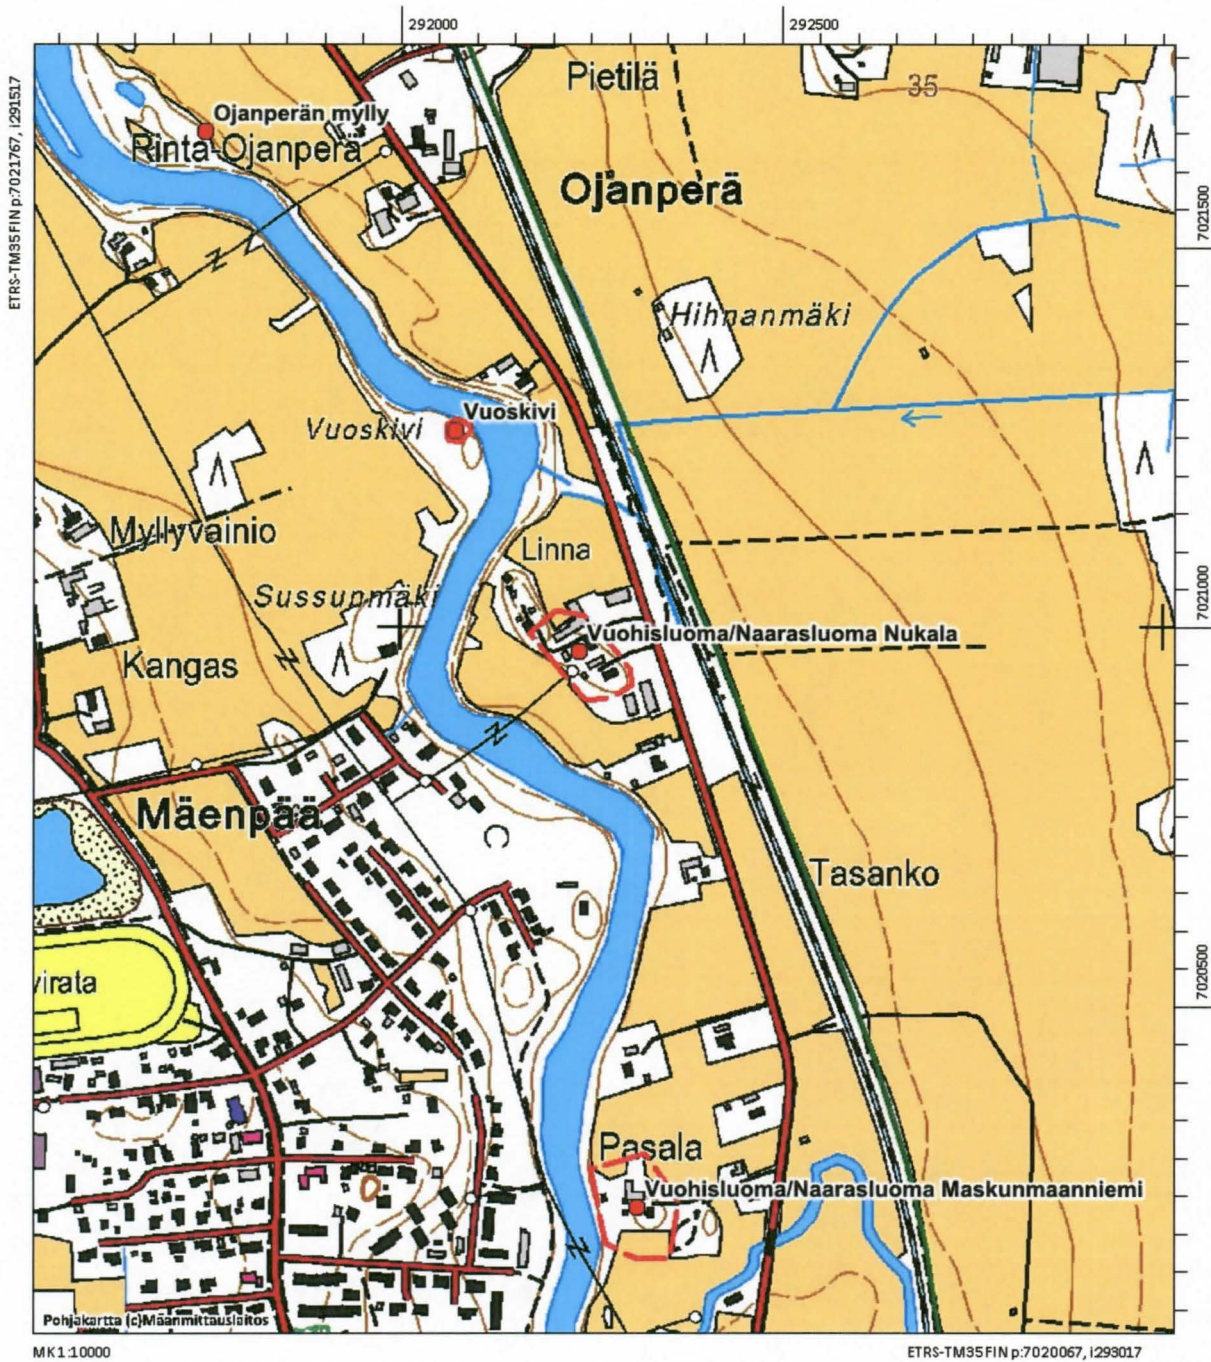 292000
292500
ETRS-TM35FIN p:7021767, i291517
Pietilä
35
Ojanperän mylly
Rinta-Ojanperä
Ojanperä
7021500
Hihnanmäki
Vuoskivi
Vuoskivi
Myllyvainio
Linna
Sussunmäki
7021000
Vuohisluoma/Naarasluoma Nukala
Kangas
Mäenpää
Tasanko
virata
7020500
Pasala
Vuohisluoma/Naarasluoma Maskunmaanniemi
Pohjakartta (c)Maanmittauslaitos
MK 1:10000
ETRS-TM35FIN p:7020067, i293017